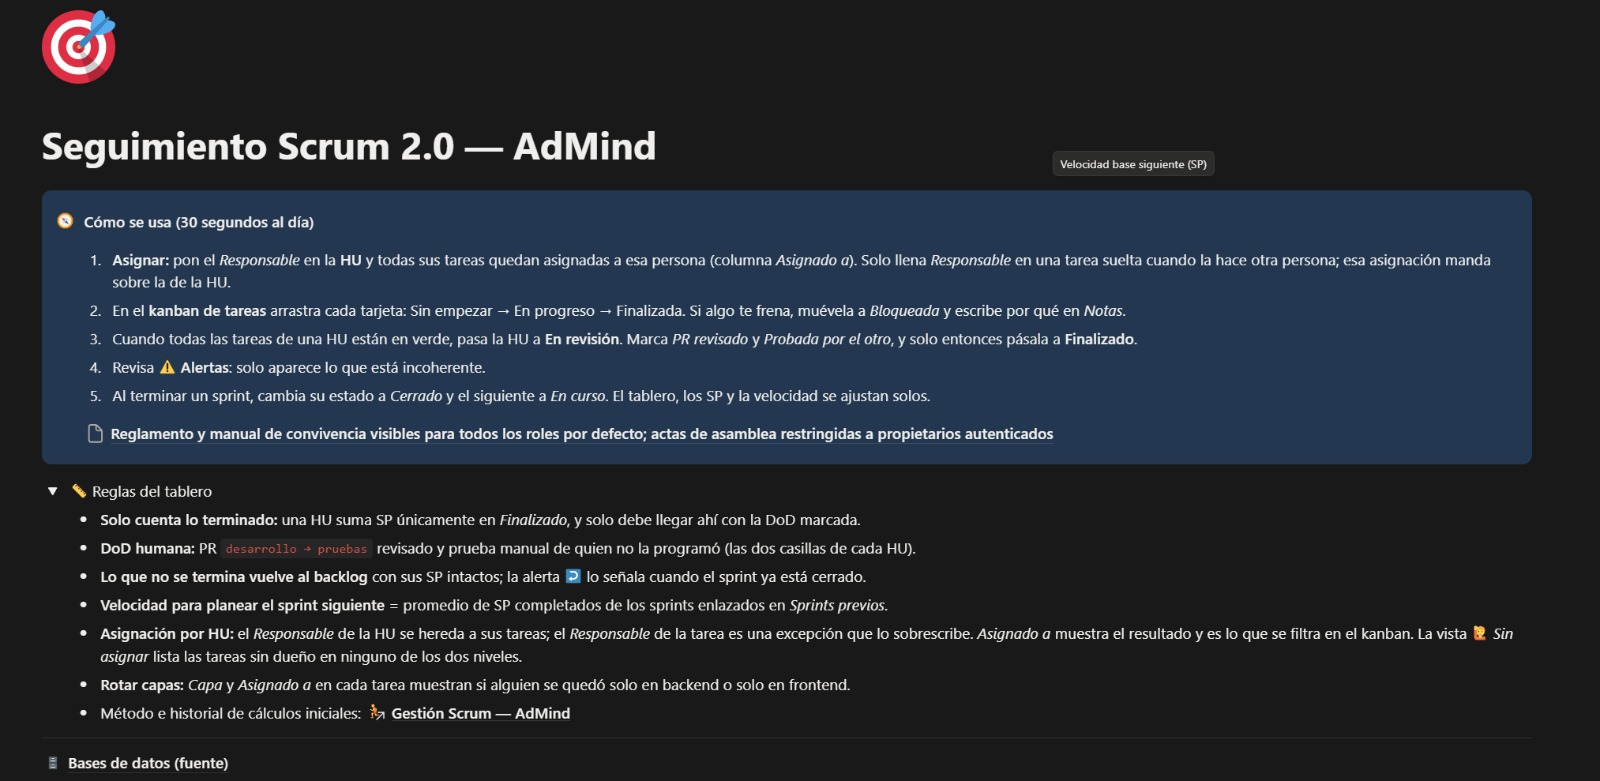 Seguimiento Scrum 2.0 — AdMind
Velocidad base siguiente (SP)
Cómo se usa (30 segundos al día)
1. Asignar: pon el Responsable en la HU y todas sus tareas quedan asignadas a esa persona (columna Asignado a). Solo llena Responsable en una tarea suelta cuando la hace otra persona; esa asignación manda
sobre la de la HU.
2. En el kanban de tareas arrastra cada tarjeta: Sin empezar → En progreso → Finalizada. Si algo te frena, muévela a Bloqueada y escribe por qué en Notas.
3. Cuando todas las tareas de una HU están en verde, pasa la HU a En revisión. Marca PR revisado y Probada por el otro, y solo entonces pásala a Finalizado.
4. Revisa ⚠️ Alertas: solo aparece lo que está incoherente.
5. Al terminar un sprint, cambia su estado a Cerrado y el siguiente a En curso. El tablero, los SP y la velocidad se ajustan solos.
Reglamento y manual de convivencia visibles para todos los roles por defecto; actas de asamblea restringidas a propietarios autenticados
▼ 📏 Reglas del tablero
• Solo cuenta lo terminado: una HU suma SP únicamente en Finalizado, y solo debe llegar ahí con la DoD marcada.
• DoD humana: PR desarrollo → pruebas revisado y prueba manual de quien no la programó (las dos casillas de cada HU).
• Lo que no se termina vuelve al backlog con sus SP intactos; la alerta ↩️ lo señala cuando el sprint ya está cerrado.
• Velocidad para planear el sprint siguiente = promedio de SP completados de los sprints enlazados en Sprints previos.
• Asignación por HU: el Responsable de la HU se hereda a sus tareas; el Responsable de la tarea es una excepción que lo sobrescribe. Asignado a muestra el resultado y es lo que se filtra en el kanban. La vista 🙋 Sin
asignar lista las tareas sin dueño en ninguno de los dos niveles.
• Rotar capas: Capa y Asignado a en cada tarea muestran si alguien se quedó solo en backend o solo en frontend.
• Método e historial de cálculos iniciales: Gestión Scrum — AdMind
Bases de datos (fuente)